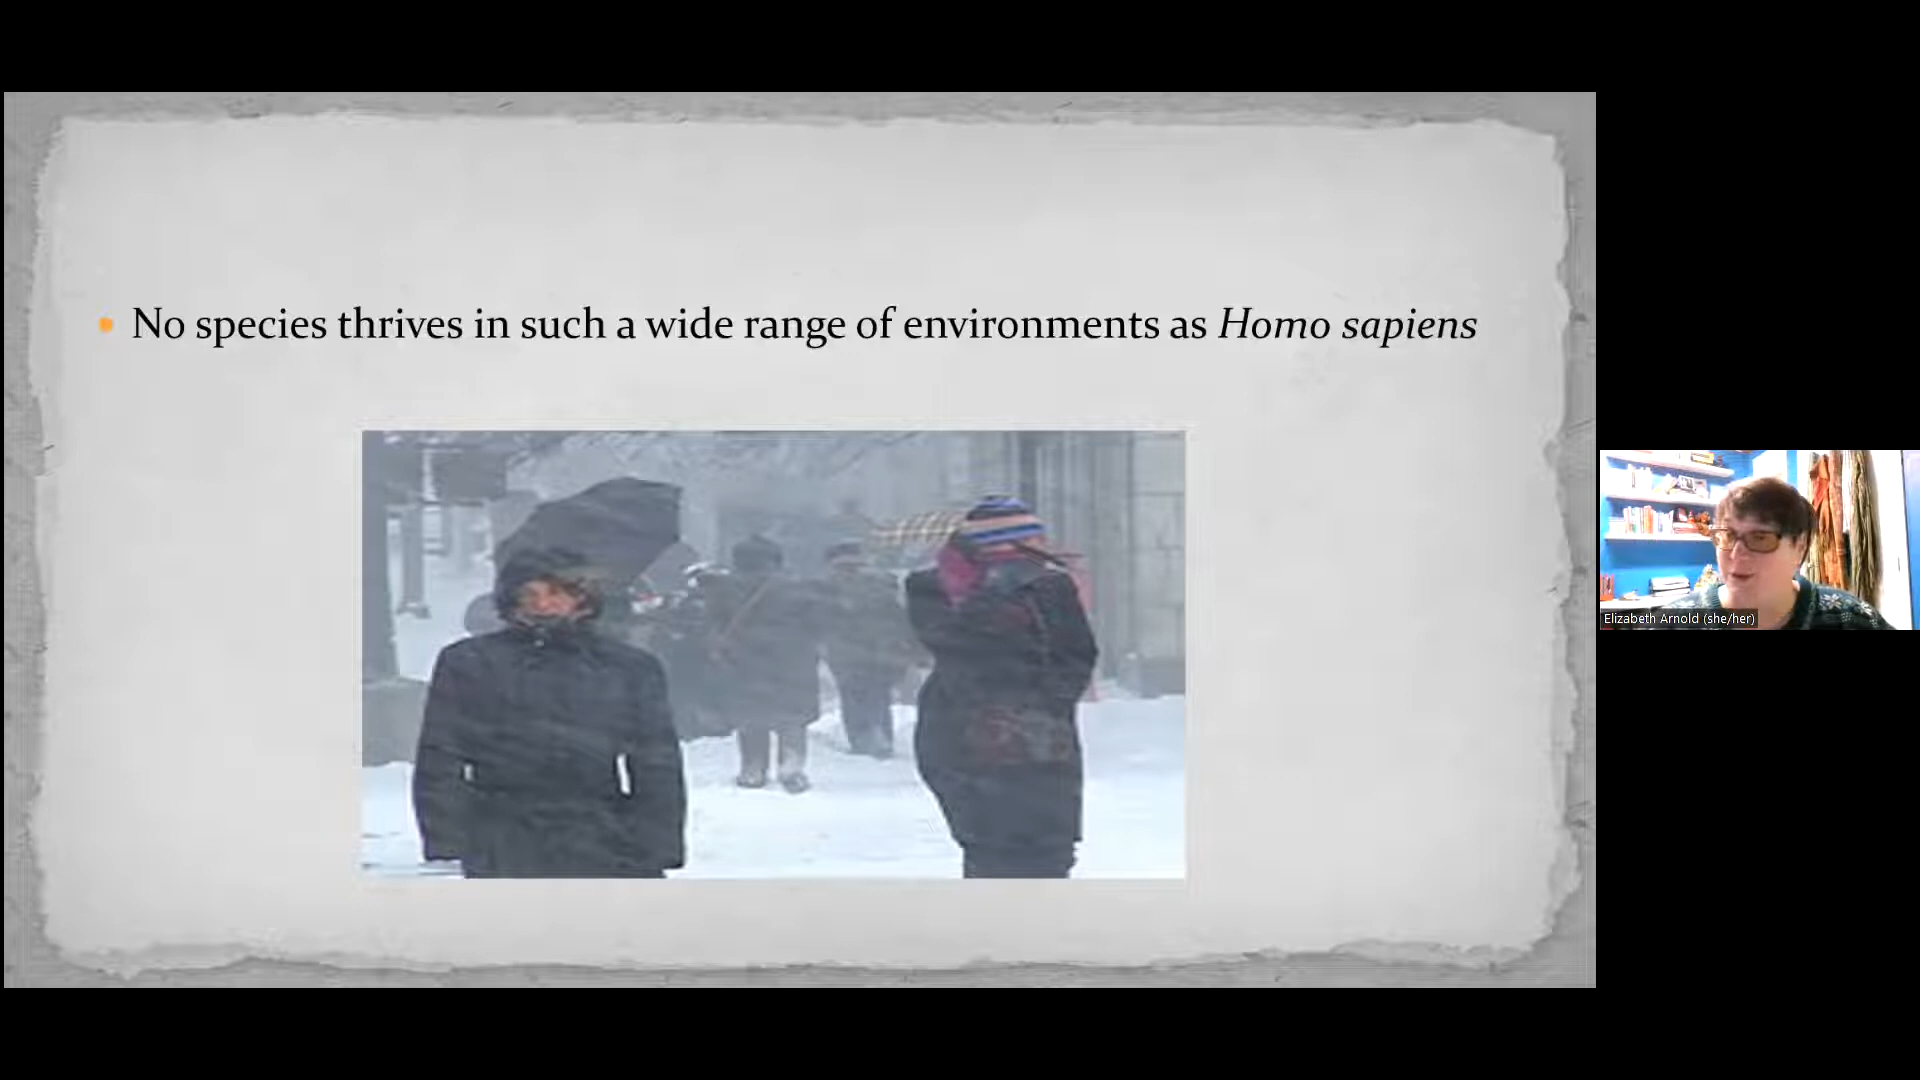 No species thrives in such a wide range of environments as Homo sapiens
Elizabeth Arnold (she/her)